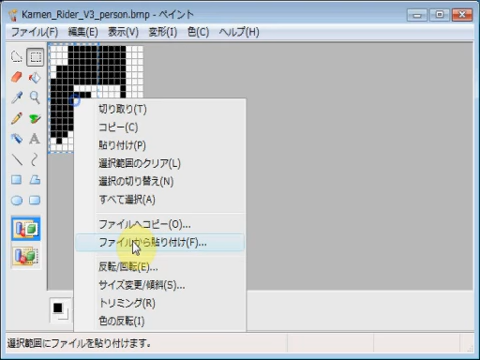 Kamen_Rider_V3_person.bmp - ペイント
ファイル(F) 編集(E) 表示(V) 変形(I) 色(C) ヘルプ(H)
切り取り(T)
コピー(C)
貼り付け(P)
選択範囲のクリア(L)
選択の切り替え(N)
すべて選択(A)
ファイルへコピー(O)...
ファイルから貼り付け(F)...
反転/回転(E)...
サイズ変更/傾斜(S)...
トリミング(R)
色の反転(I)
選択範囲にファイルを貼り付けます。